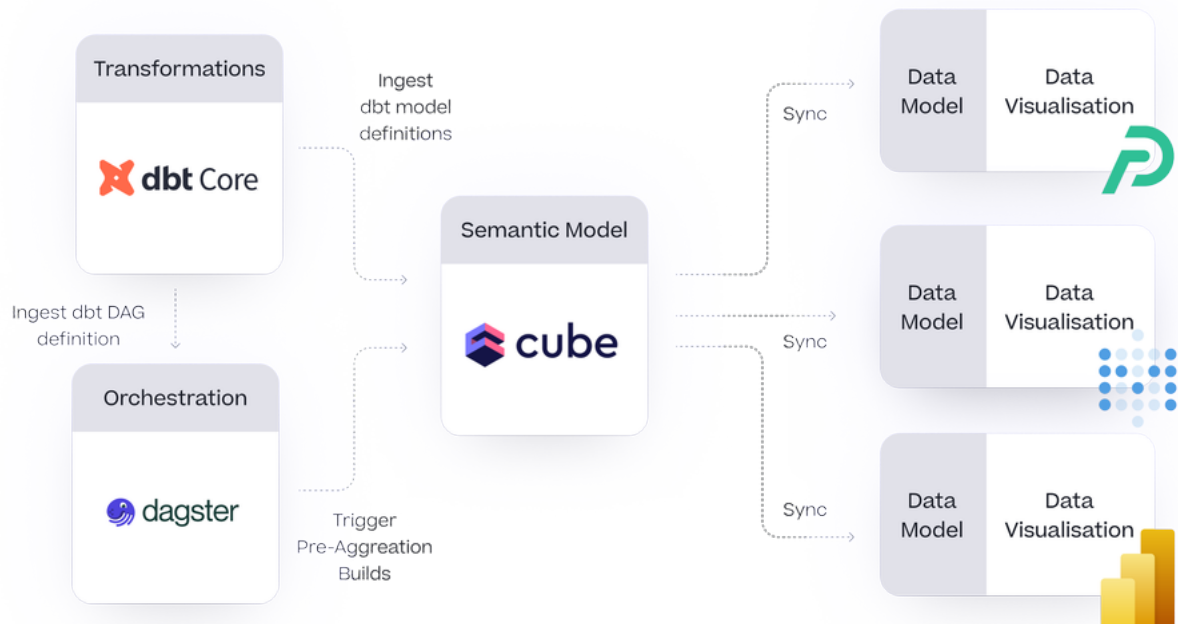 Transformations
dbt Core
Ingest
dbt model
definitions
Ingest dbt DAG
definition
Orchestration
dagster
Trigger
Pre-Aggreation
Builds
Semantic Model
cube
Sync
Data
Model
Data
Visualisation
Sync
Data
Model
Data
Visualisation
Sync
Data
Model
Data
Visualisation